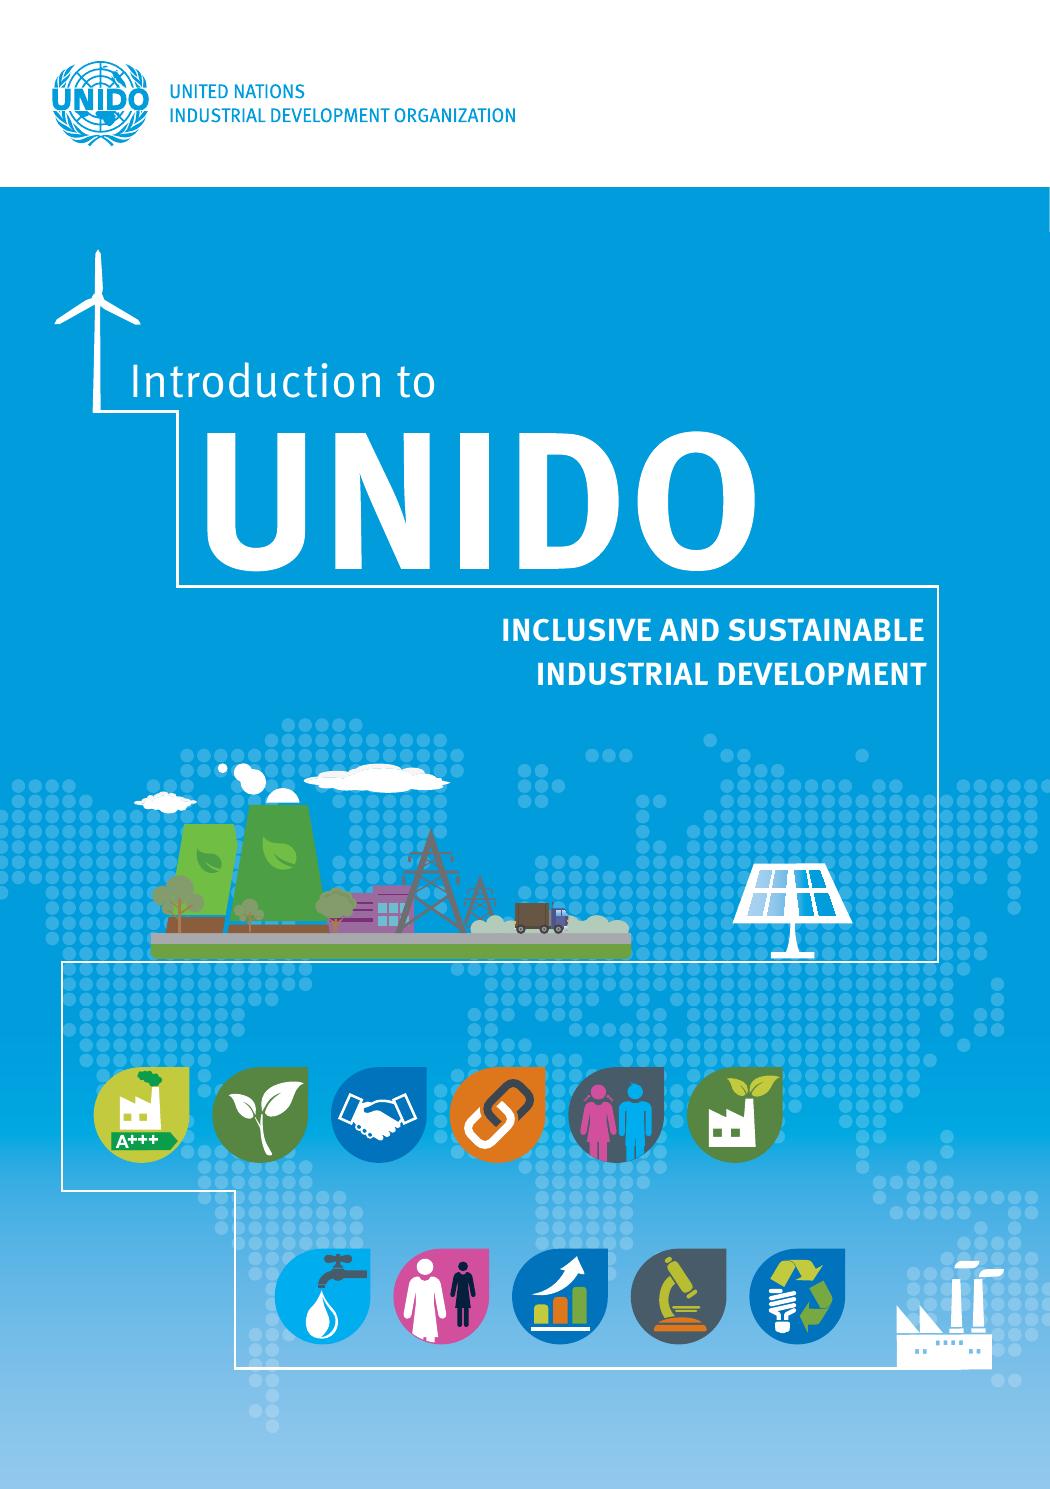 UNIDO
UNITED NATIONS
INDUSTRIAL DEVELOPMENT ORGANIZATION
Introduction to
UNIDO
INCLUSIVE AND SUSTAINABLE
INDUSTRIAL DEVELOPMENT
A+++